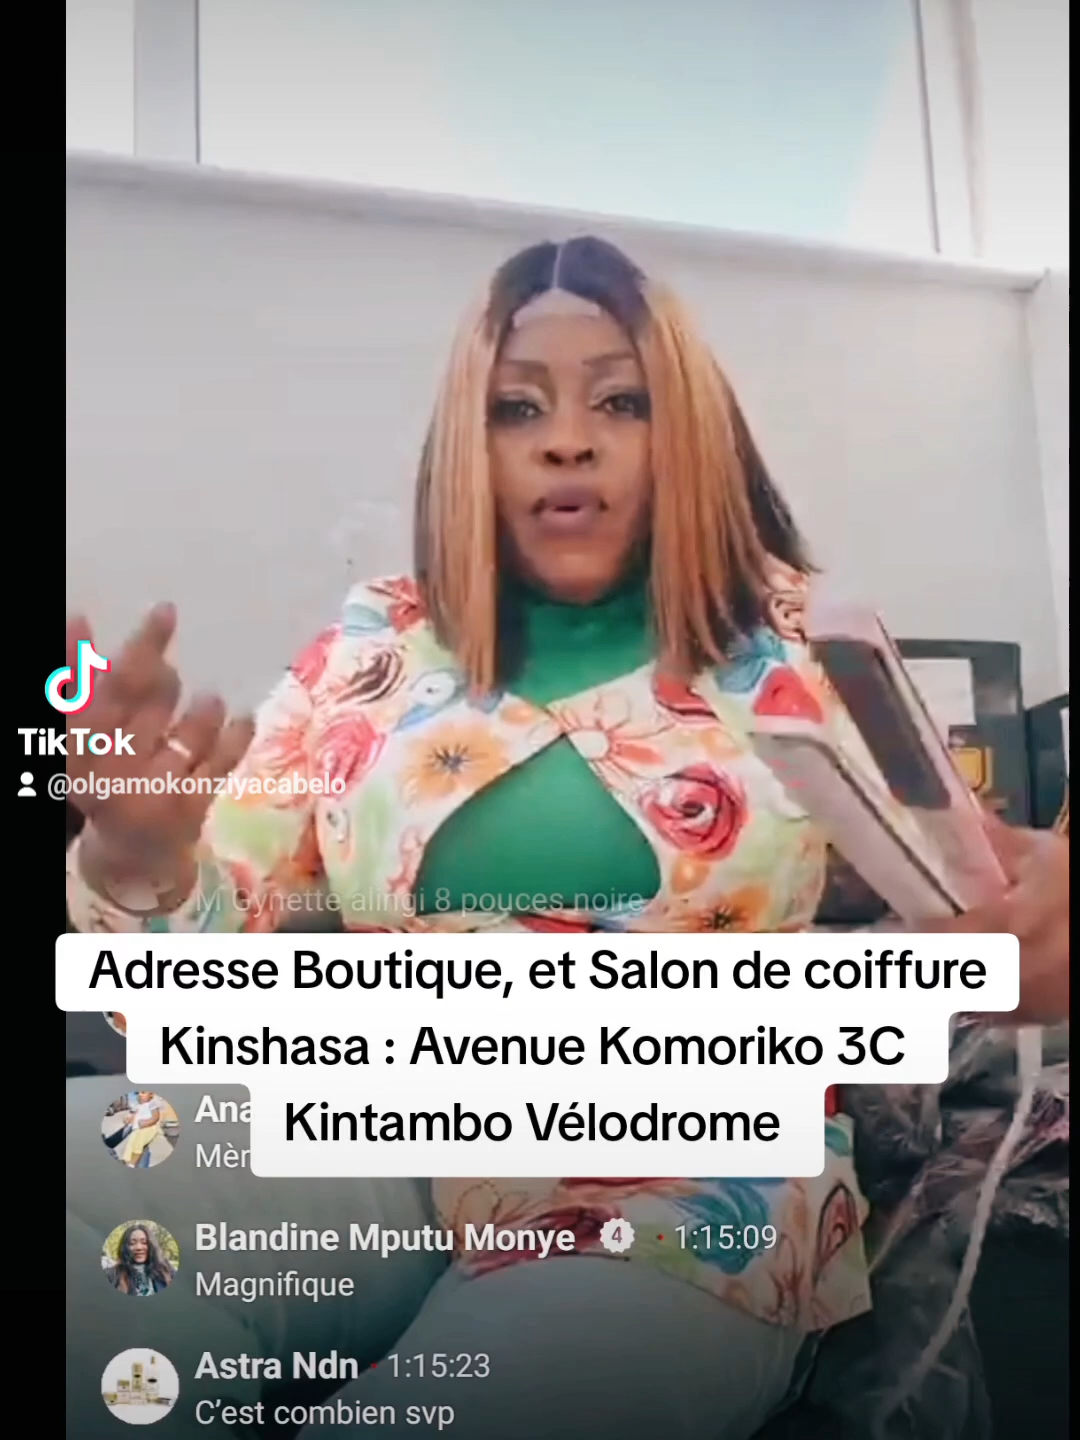 TikTok
@olgamokonziyacabelo
M Gynette alingi 8 pouces noire
Adresse Boutique, et Salon de coiffure
Kinshasa : Avenue Komoriko 3C
Kintambo Vélodrome
Blandine Mputu Monye 4 • 1:15:09
Magnifique
Astra Ndn • 1:15:23
C'est combien svp